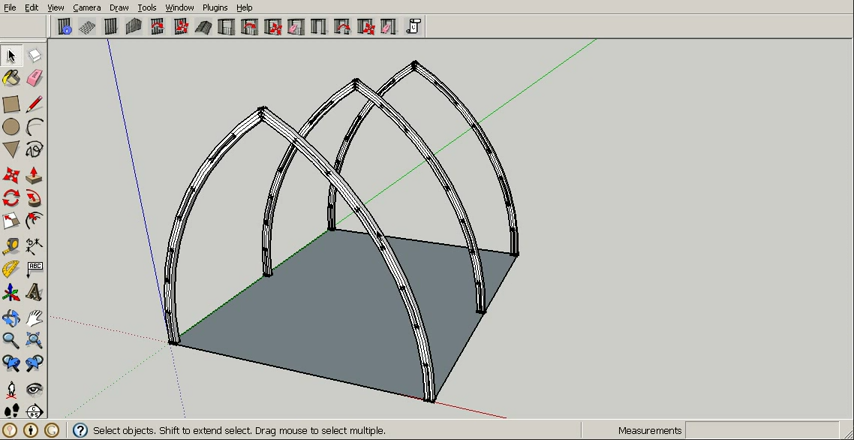 File Edit View Camera Draw Tools Window Plugins Help
ABC
Select objects. Shift to extend select. Drag mouse to select multiple.
Measurements